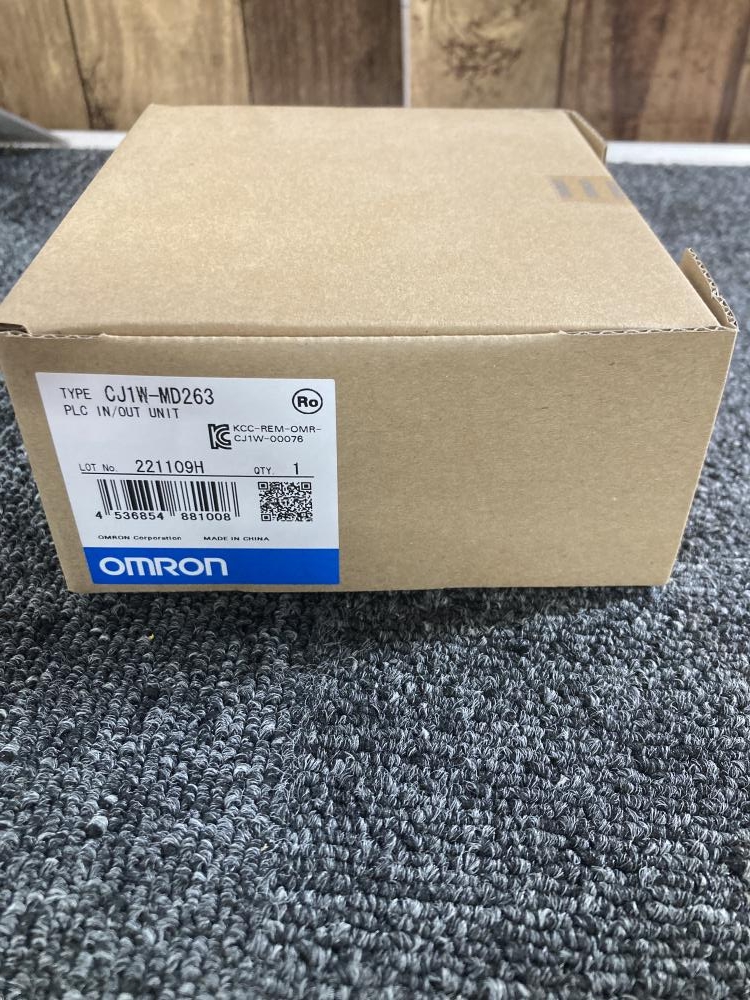 TYPE CJ1W-MD263
PLC IN/OUT UNIT
Ro
KCC-REM-OMR-
CJ1W-00076
LOT No. 221109H QTY. 1
4 536854 881008
OMRON Corporation MADE IN CHINA
OMRON